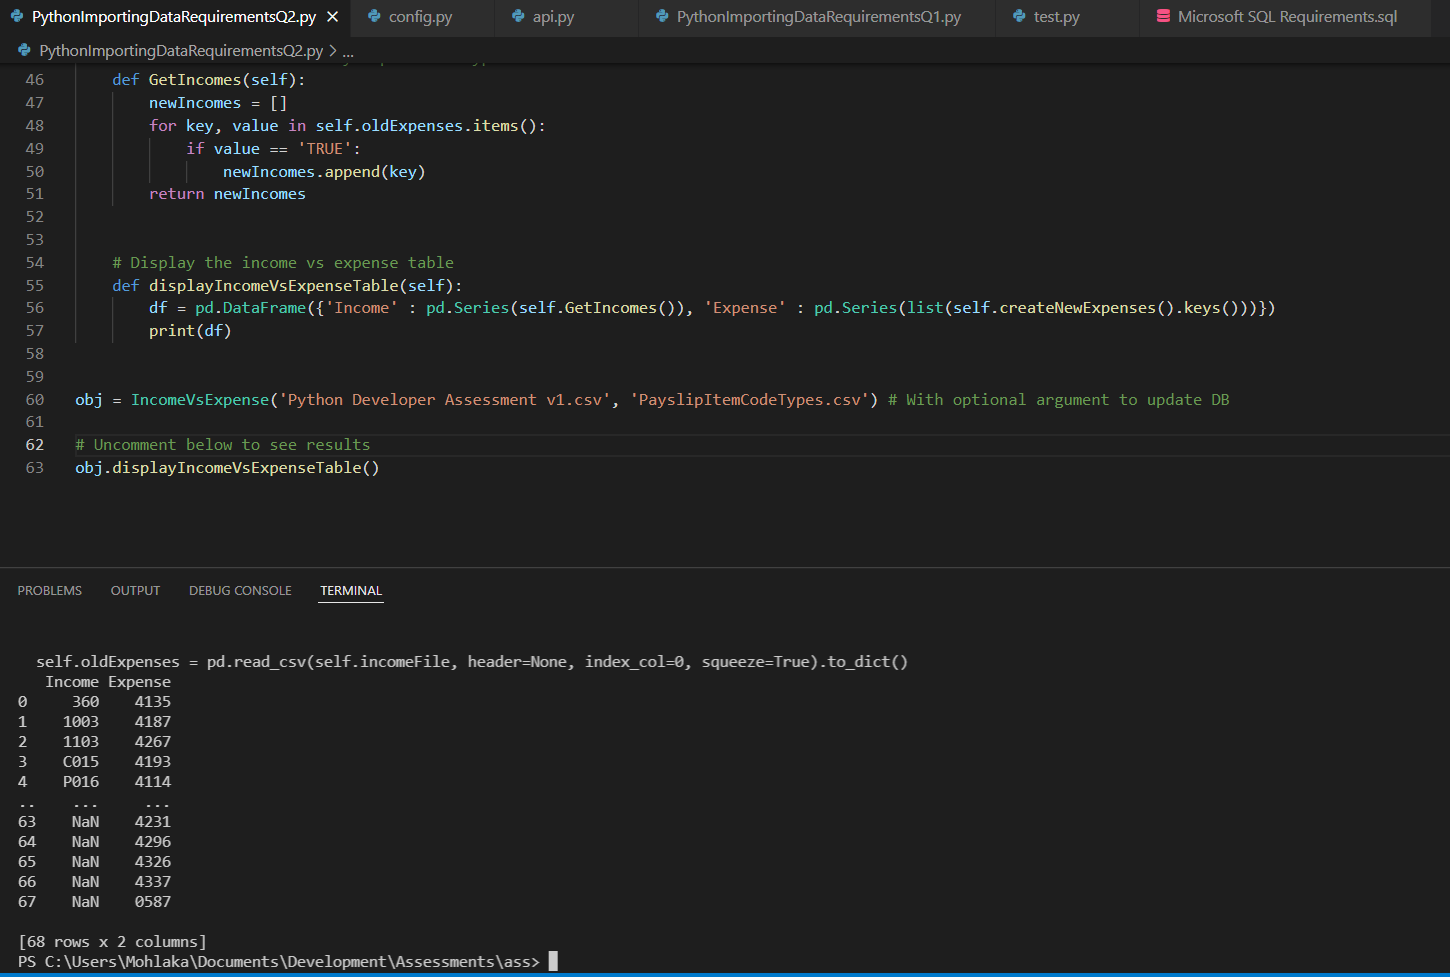 PythonImportingDataRequirementsQ2.py config.py api.py PythonImportingDataRequirementsQ1.py test.py Microsoft SQL Requirements.sql
PythonImportingDataRequirementsQ2.py > ...
46 def GetIncomes(self):
47 newIncomes = []
48 for key, value in self.oldExpenses.items():
49 if value == 'TRUE':
50 newIncomes.append(key)
51 return newIncomes
52
53
54 # Display the income vs expense table
55 def displayIncomeVsExpenseTable(self):
56 df = pd.DataFrame({'Income' : pd.Series(self.GetIncomes()), 'Expense' : pd.Series(list(self.createNewExpenses().keys()))})
57 print(df)
58
59
60 obj = IncomeVsExpense('Python Developer Assessment v1.csv', 'PayslipItemCodeTypes.csv') # With optional argument to update DB
61
62 # Uncomment below to see results
63 obj.displayIncomeVsExpenseTable()
PROBLEMS OUTPUT DEBUG CONSOLE TERMINAL
self.oldExpenses = pd.read_csv(self.incomeFile, header=None, index_col=0, squeeze=True).to_dict()
Income Expense
0 360 4135
1 1003 4187
2 1103 4267
3 C015 4193
4 P016 4114
.. ... ...
63 NaN 4231
64 NaN 4296
65 NaN 4326
66 NaN 4337
67 NaN 0587
[68 rows x 2 columns]
PS C:\Users\Mohlaka\Documents\Development\Assessments\ass>